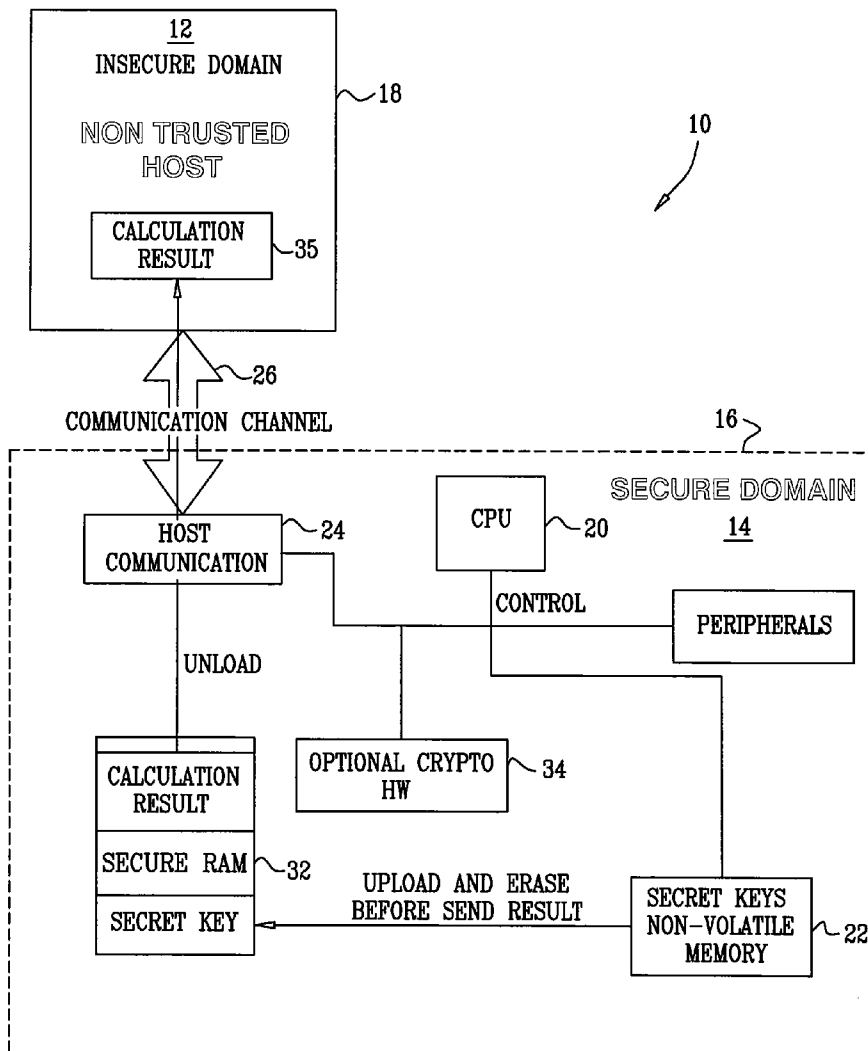 12
INSECURE DOMAIN
18
NON TRUSTED
HOST
10
CALCULATION
RESULT
35
26
COMMUNICATION CHANNEL
16
SECURE DOMAIN
14
HOST
COMMUNICATION
24
CPU
20
CONTROL
PERIPHERALS
UNLOAD
OPTIONAL CRYPTO
HW
34
CALCULATION
RESULT
SECURE RAM
32
SECRET KEY
UPLOAD AND ERASE
BEFORE SEND RESULT
SECRET KEYS
NON-VOLATILE
MEMORY
22